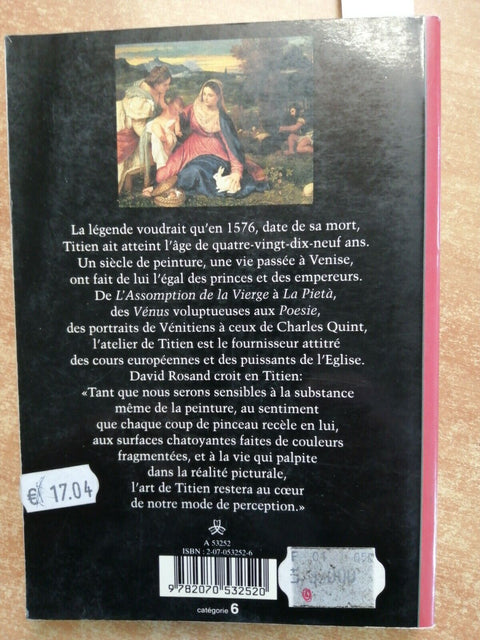 La légende voudrait qu'en 1576, date de sa mort,
Titien ait atteint l'âge de quatre-vingt-dix-neuf ans.
Un siècle de peinture, une vie passée à Venise,
ont fait de lui l'égal des princes et des empereurs.
De L'Assomption de la Vierge à La Pietà,
des Vénus voluptueuses aux Poesie,
des portraits de Vénitiens à ceux de Charles Quint,
l'atelier de Titien est le fournisseur attitré
des cours européennes et des puissants de l'Eglise.
David Rosand croit en Titien:
«Tant que nous serons sensibles à la substance
même de la peinture, au sentiment
que chaque coup de pinceau recèle en lui,
aux surfaces chatoyantes faites de couleurs
fragmentées, et à la vie qui palpite
dans la réalité picturale,
l'art de Titien restera au cœur
de notre mode de perception.»
€ 17.04
A 53252
ISBN : 2-07-053252-6
9782070532520
catégorie 6